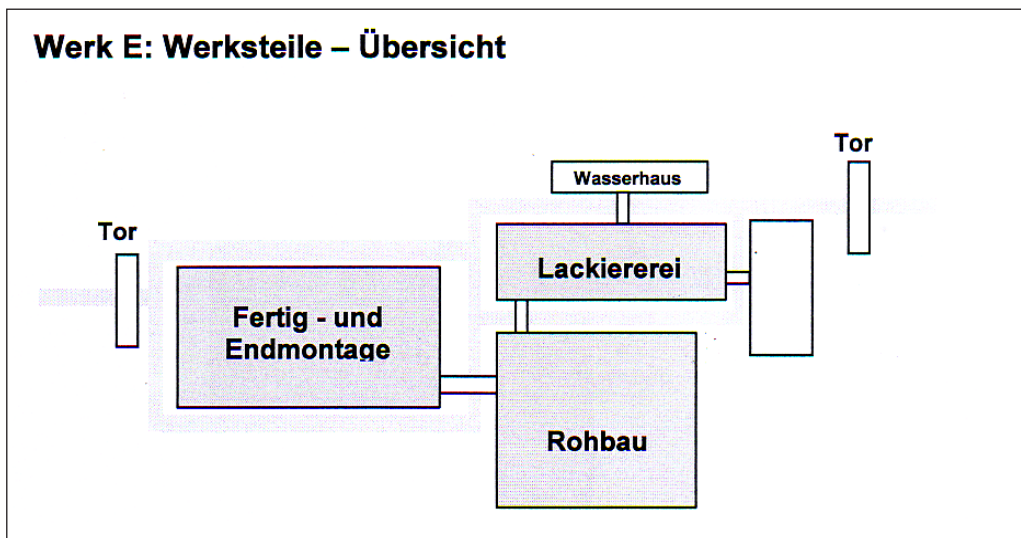 Werk E: Werksteile – Übersicht
Tor
Wasserhaus
Tor
Lackiererei
Fertig - und
Endmontage
Rohbau